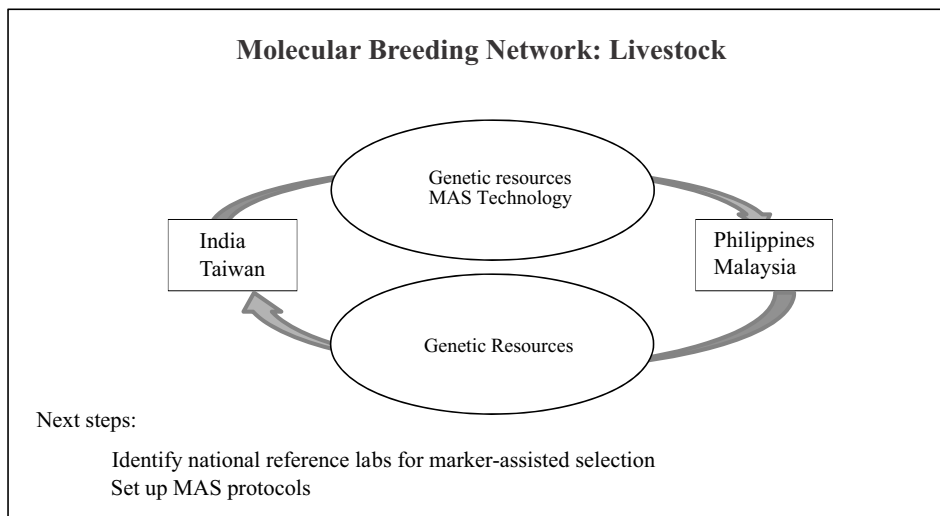 Molecular Breeding Network: Livestock
Genetic resources
MAS Technology
India
Taiwan
Philippines
Malaysia
Genetic Resources
Next steps:
Identify national reference labs for marker-assisted selection
Set up MAS protocols